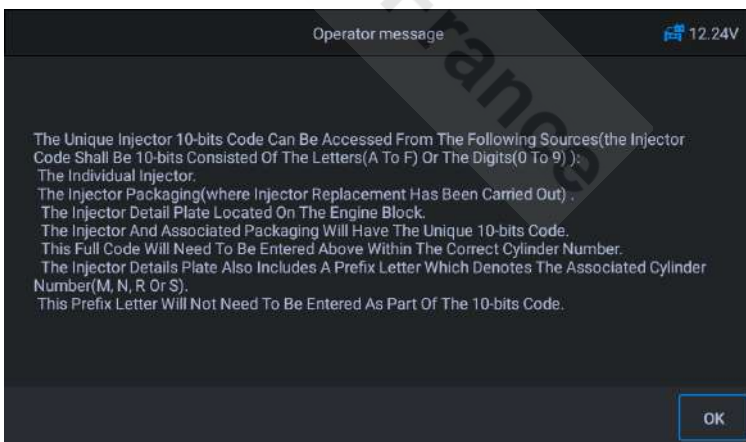 Operator message
12.24V
The Unique Injector 10-bits Code Can Be Accessed From The Following Sources(the Injector
Code Shall Be 10-bits Consisted Of The Letters(A To F) Or The Digits(0 To 9) ):
The Individual Injector.
The Injector Packaging(where Injector Replacement Has Been Carried Out) .
The Injector Detail Plate Located On The Engine Block.
The Injector And Associated Packaging Will Have The Unique 10-bits Code.
This Full Code Will Need To Be Entered Above Within The Correct Cylinder Number.
The Injector Details Plate Also Includes A Prefix Letter Which Denotes The Associated Cylinder
Number(M, N, R Or S).
This Prefix Letter Will Not Need To Be Entered As Part Of The 10-bits Code.
OK
France